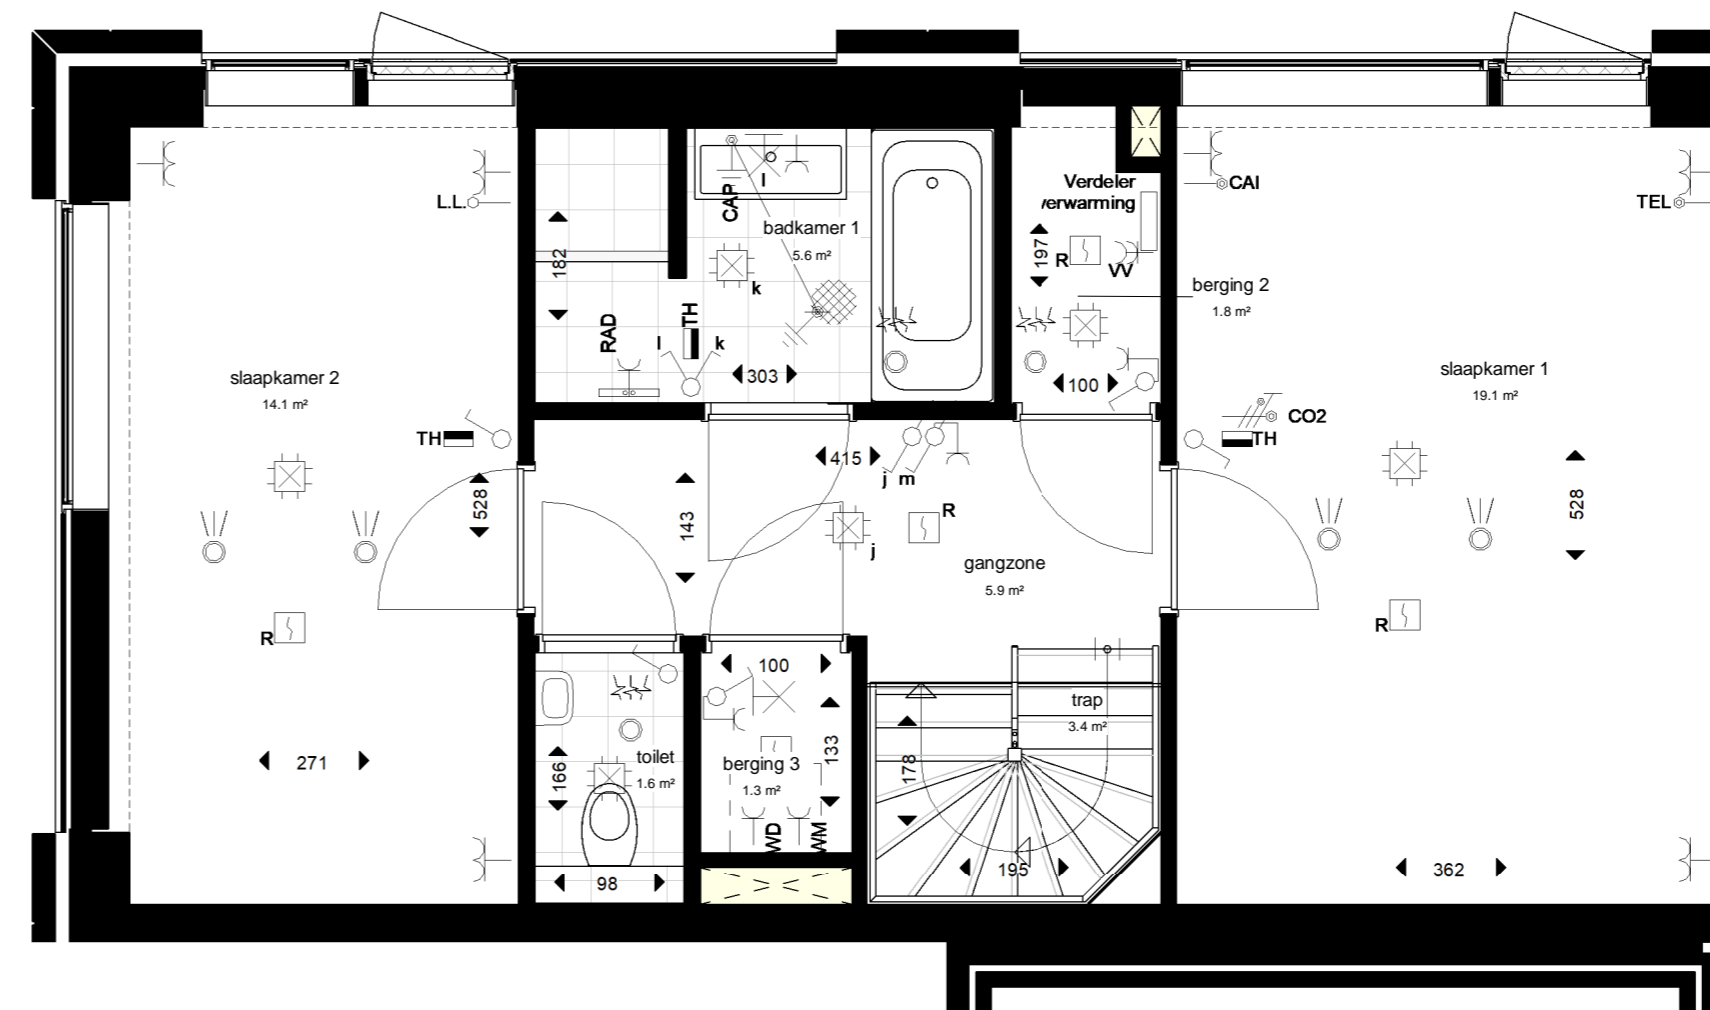 L.L.
CAP
l
badkamer 1
5.6 m²
182
k
RAD
TH
l
k
303
Verdeler
verwarming
197
R
VV
100
CAI
TEL
berging 2
1.8 m²
slaapkamer 2
14.1 m²
TH
528
slaapkamer 1
19.1 m²
CO2
TH
528
415
j m
143
j
R
gangzone
5.9 m²
R
R
271
toilet
1.6 m²
166
98
100
133
berging 3
1.3 m²
WD
WM
trap
3.4 m²
178
195
362